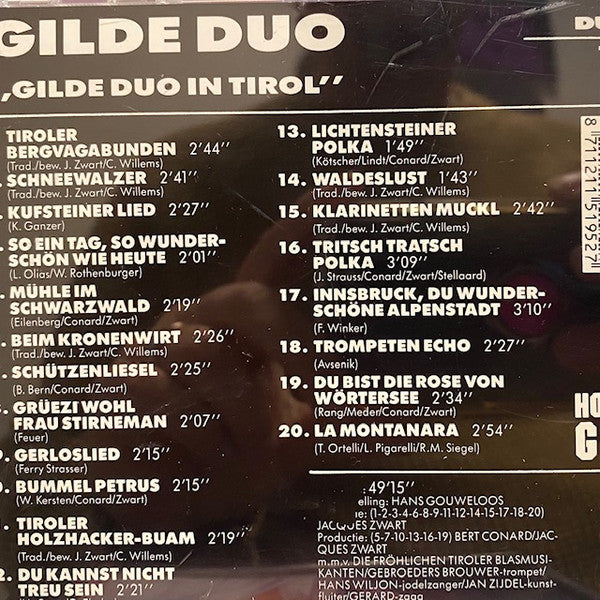 GILDE DUO
„GILDE DUO IN TIROL''
DU
TIROLER
BERGVAGABUNDEN 2'44''
(Trad./bew. J. Zwart/C. Willems)
SCHNEEWALZER 2'41''
(Trad./bew. J. Zwart/C. Willems)
KUFSTEINER LIED 2'27''
(K. Ganzer)
SO EIN TAG, SO WUNDER-
SCHÖN WIE HEUTE 2'01''
(L. Olias/W. Rothenburger)
MÜHLE IM
SCHWARZWALD 2'19''
(Eilenberg/Conard/Zwart)
BEIM KRONENWIRT 2'26''
(Trad./bew. J. Zwart/C. Willems)
SCHÜTZENLIESEL 2'25''
(B. Bern/Conard/Zwart)
GRÜEZI WOHL
FRAU STIRNEMAN 2'07''
(Feuer)
GERLOSLIED 2'15''
(Ferry Strasser)
BUMMEL PETRUS 2'15''
(W. Kersten/Conard/Zwart)
TIROLER
HOLZHACKER-BUAM 2'19''
(Trad./bew. J. Zwart/C. Willems)
2. DU KANNST NICHT
TREU SEIN 2'21''
13. LICHTENSTEINER
POLKA 1'49''
(Kötscher/Lindt/Conard/Zwart)
14. WALDESLUST 1'43''
(Trad./bew. J. Zwart/C. Willems)
15. KLARINETTEN MUCKL 2'42''
(Trad./bew. J. Zwart/C. Willems)
16. TRITSCH TRATSCH
POLKA 3'09''
(J. Strauss/Conard/Zwart/Stellaard)
17. INNSBRUCK, DU WUNDER-
SCHÖNE ALPENSTADT 3'10''
(F. Winker)
18. TROMPETEN ECHO 2'27''
(Avsenik)
19. DU BIST DIE ROSE VON
WÖRTERSEE 2'34''
(Rang/Meder/Conard/Zwart)
20. LA MONTANARA 2'54''
(T. Ortelli/L. Pigarelli/R.M. Siegel)
: 49'15''
elling: HANS GOUWELOOS
ie: (1-2-3-4-6-8-9-11-12-14-15-17-18-20)
JACQUES ZWART
Productie: (5-7-10-13-16-19) BERT CONARD/JAC-
QUES ZWART
m.m.v. DIE FRÖHLICHEN TIROLER BLASMUSI-
KANTEN/GEBROEDERS BROUWER-trompet/
HANS WILJON-jodelzanger/JAN ZIJDEL-kunst-
fluiter/GERARD-zaag
8 711211 519527
HO
G